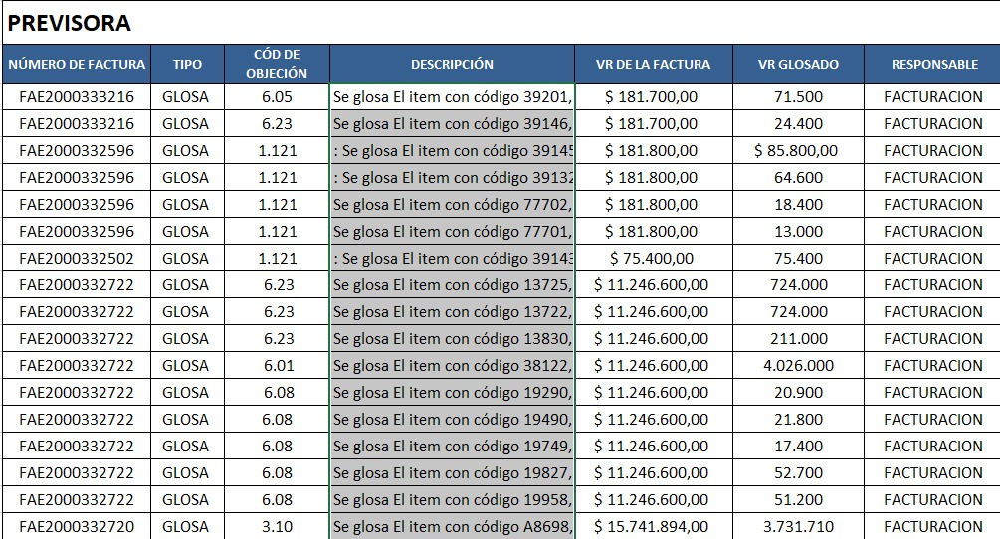 PREVISORA
NÚMERO DE FACTURA TIPO CÓD DE OBJECIÓN DESCRIPCIÓN VR DE LA FACTURA VR GLOSADO RESPONSABLE
FAE2000333216 GLOSA 6.05 Se glosa El item con código 39201, $ 181.700,00 71.500 FACTURACION
FAE2000333216 GLOSA 6.23 Se glosa El item con código 39146, $ 181.700,00 24.400 FACTURACION
FAE2000332596 GLOSA 1.121 : Se glosa El item con código 39145 $ 181.800,00 $ 85.800,00 FACTURACION
FAE2000332596 GLOSA 1.121 : Se glosa El item con código 39132 $ 181.800,00 64.600 FACTURACION
FAE2000332596 GLOSA 1.121 Se glosa El item con código 77702, $ 181.800,00 18.400 FACTURACION
FAE2000332596 GLOSA 1.121 Se glosa El item con código 77701, $ 181.800,00 13.000 FACTURACION
FAE2000332502 GLOSA 1.121 : Se glosa El item con código 39143 $ 75.400,00 75.400 FACTURACION
FAE2000332722 GLOSA 6.23 Se glosa El item con código 13725, $ 11.246.600,00 724.000 FACTURACION
FAE2000332722 GLOSA 6.23 Se glosa El item con código 13722, $ 11.246.600,00 724.000 FACTURACION
FAE2000332722 GLOSA 6.23 Se glosa El item con código 13830, $ 11.246.600,00 211.000 FACTURACION
FAE2000332722 GLOSA 6.01 Se glosa El item con código 38122, $ 11.246.600,00 4.026.000 FACTURACION
FAE2000332722 GLOSA 6.08 Se glosa El item con código 19290, $ 11.246.600,00 20.900 FACTURACION
FAE2000332722 GLOSA 6.08 Se glosa El item con código 19490, $ 11.246.600,00 21.800 FACTURACION
FAE2000332722 GLOSA 6.08 Se glosa El item con código 19749, $ 11.246.600,00 17.400 FACTURACION
FAE2000332722 GLOSA 6.08 Se glosa El item con código 19827, $ 11.246.600,00 52.700 FACTURACION
FAE2000332722 GLOSA 6.08 Se glosa El item con código 19958, $ 11.246.600,00 51.200 FACTURACION
FAE2000332720 GLOSA 3.10 Se glosa El item con código A8698, $ 15.741.894,00 3.731.710 FACTURACION